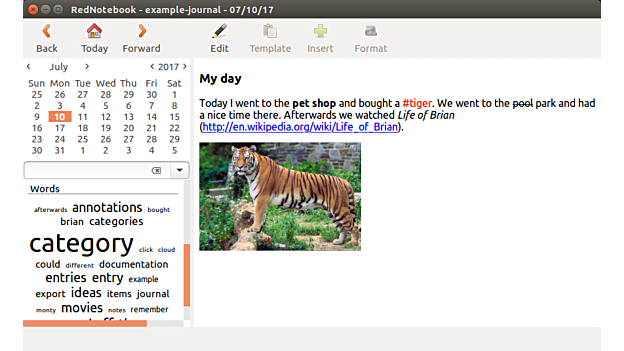 RedNotebook - example-journal - 07/10/17
Back Today Forward Edit Template Insert Format
July 2017
Sun Mon Tue Wed Thu Fri Sat
25 26 27 28 29 30 1
2 3 4 5 6 7 8
9 10 11 12 13 14 15
16 17 18 19 20 21 22
23 24 25 26 27 28 29
30 31 1 2 3 4 5
Words
afterwards annotations bought
brian categories
category click cloud
could different documentation
entries entry example
export ideas items journal
monty movies notes remember
My day
Today I went to the pet shop and bought a #tiger. We went to the pool park and had
a nice time there. Afterwards we watched Life of Brian
(http://en.wikipedia.org/wiki/Life_of_Brian).